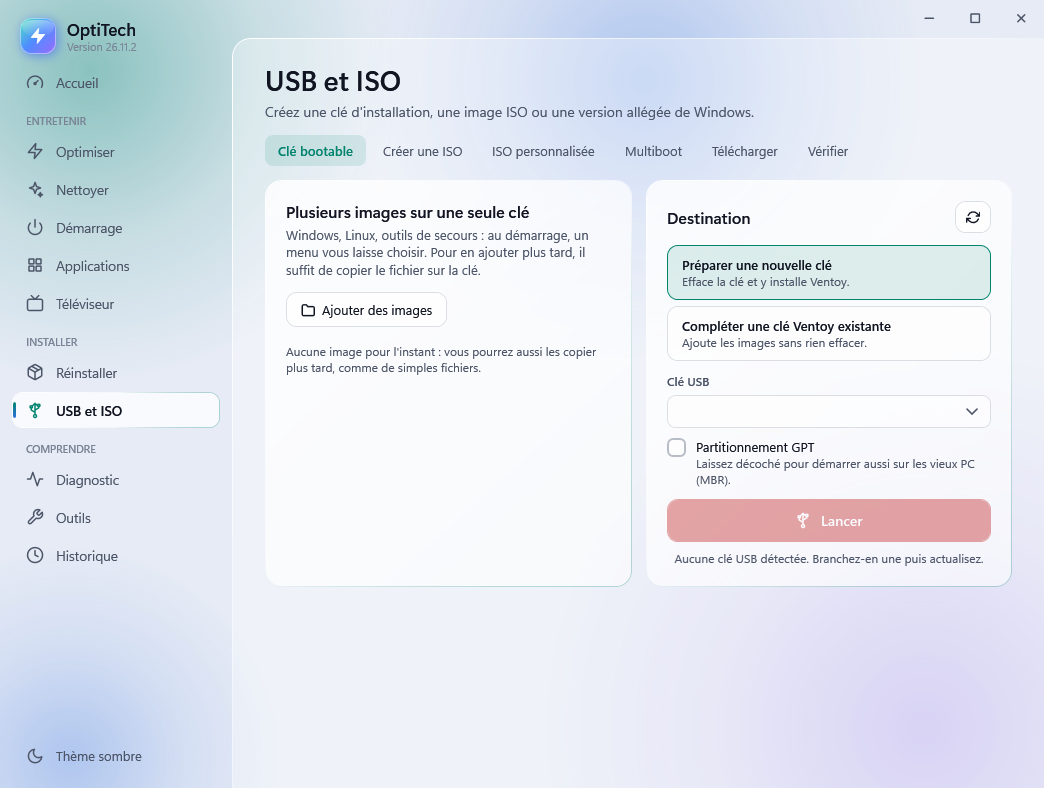 OptiTech
Version 26.11.2
Accueil
ENTRETENIR
Optimiser
Nettoyer
Démarrage
Applications
Téléviseur
INSTALLER
Réinstaller
USB et ISO
COMPRENDRE
Diagnostic
Outils
Historique
Thème sombre
USB et ISO
Créez une clé d'installation, une image ISO ou une version allégée de Windows.
Clé bootable
Créer une ISO
ISO personnalisée
Multiboot
Télécharger
Vérifier
Plusieurs images sur une seule clé
Windows, Linux, outils de secours : au démarrage, un
menu vous laisse choisir. Pour en ajouter plus tard, il
suffit de copier le fichier sur la clé.
Ajouter des images
Aucune image pour l'instant : vous pourrez aussi les copier
plus tard, comme de simples fichiers.
Destination
Préparer une nouvelle clé
Efface la clé et y installe Ventoy.
Compléter une clé Ventoy existante
Ajoute les images sans rien effacer.
Clé USB
Partitionnement GPT
Laissez décoché pour démarrer aussi sur les vieux PC
(MBR).
Lancer
Aucune clé USB détectée. Branchez-en une puis actualisez.